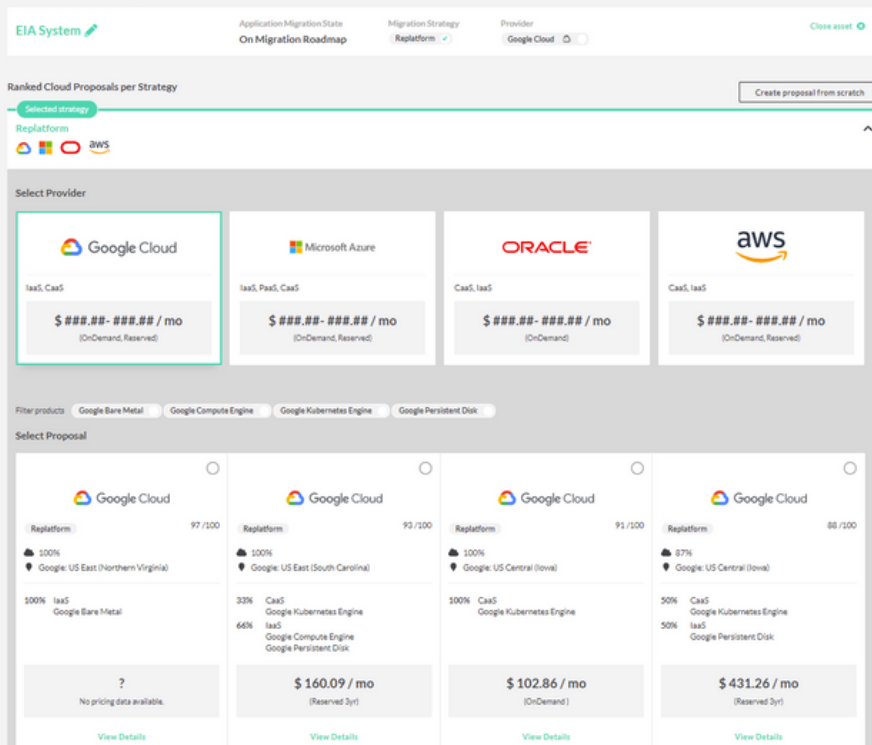 EIA System
Application Migration State
On Migration Roadmap
Migration Strategy
Replatform
Provider
Google Cloud
Close asset
Ranked Cloud Proposals per Strategy
Create proposal from scratch
Selected strategy
Replatform
aws
Select Provider
Google Cloud
IaaS, CaaS
$ ###.##- ###.## / mo
(OnDemand, Reserved)
Microsoft Azure
IaaS, PaaS, CaaS
$ ###.##- ###.## / mo
(OnDemand, Reserved)
ORACLE
CaaS, IaaS
$ ###.##- ###.## / mo
(OnDemand)
aws
CaaS, IaaS
$ ###.##- ###.## / mo
(OnDemand, Reserved)
Filter products Google Bare Metal Google Compute Engine Google Kubernetes Engine Google Persistent Disk
Select Proposal
Google Cloud
Replatform 97 /100
100%
Google: US East (Northern Virginia)
100% IaaS
Google Bare Metal
?
No pricing data available.
View Details
Google Cloud
Replatform 93 /100
100%
Google: US East (South Carolina)
33% CaaS
Google Kubernetes Engine
66% IaaS
Google Compute Engine
Google Persistent Disk
$ 160.09 / mo
(Reserved 3yr)
View Details
Google Cloud
Replatform 91 /100
100%
Google: US Central (Iowa)
100% CaaS
Google Kubernetes Engine
$ 102.86 / mo
(OnDemand )
View Details
Google Cloud
Replatform 88 /100
87%
Google: US Central (Iowa)
50% CaaS
Google Kubernetes Engine
50% IaaS
Google Persistent Disk
$ 431.26 / mo
(Reserved 3yr)
View Details